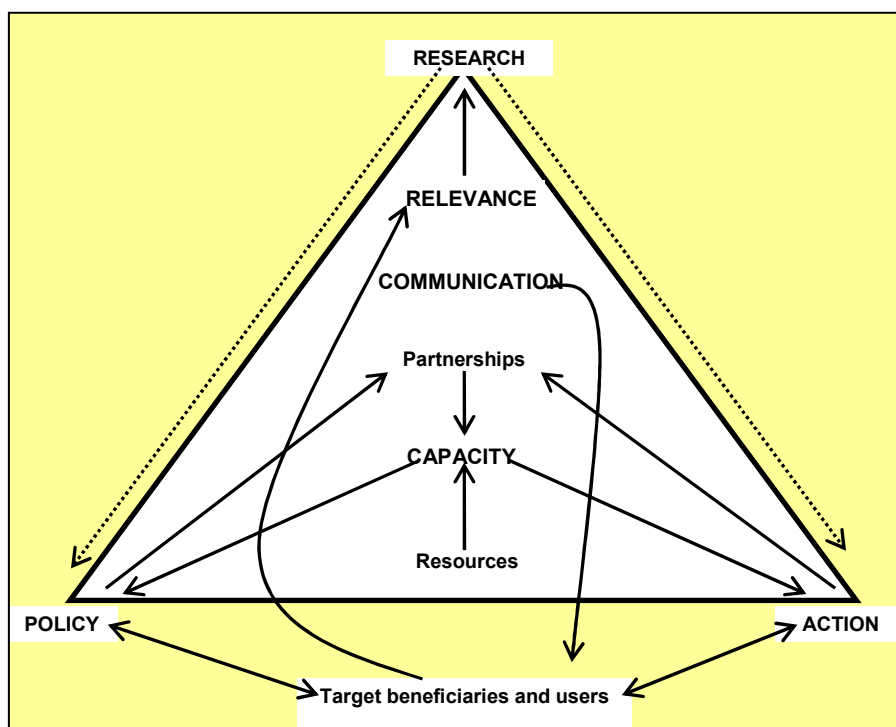 RESEARCH
RELEVANCE
COMMUNICATION
Partnerships
CAPACITY
Resources
POLICY
ACTION
Target beneficiaries and users